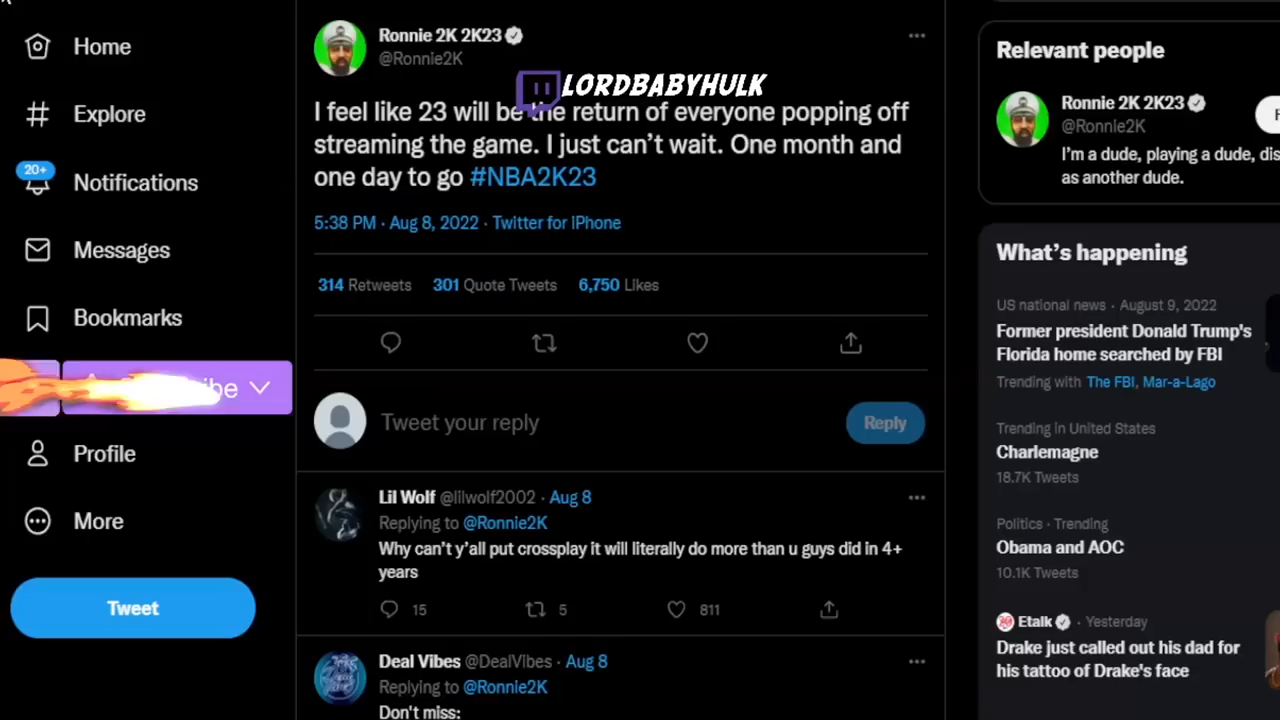 Home
Explore
20+
Notifications
Messages
Bookmarks
Profile
More
Tweet
Ronnie 2K 2K23
@Ronnie2K
LORDBABYHULK
I feel like 23 will be the return of everyone popping off
streaming the game. I just can't wait. One month and
one day to go #NBA2K23
5:38 PM · Aug 8, 2022 · Twitter for iPhone
314 Retweets 301 Quote Tweets 6,750 Likes
Tweet your reply
Reply
Lil Wolf @lilwolf2002 · Aug 8
Replying to @Ronnie2K
Why can't y'all put crossplay it will literally do more than u guys did in 4+
years
15 5 811
Deal Vibes @DealVibes · Aug 8
Replying to @Ronnie2K
Don't miss:
Relevant people
Ronnie 2K 2K23
@Ronnie2K
I'm a dude, playing a dude, dis
as another dude.
What's happening
US national news · August 9, 2022
Former president Donald Trump's
Florida home searched by FBI
Trending with The FBI, Mar-a-Lago
Trending in United States
Charlemagne
18.7K Tweets
Politics · Trending
Obama and AOC
10.1K Tweets
Etalk · Yesterday
Drake just called out his dad for
his tattoo of Drake's face